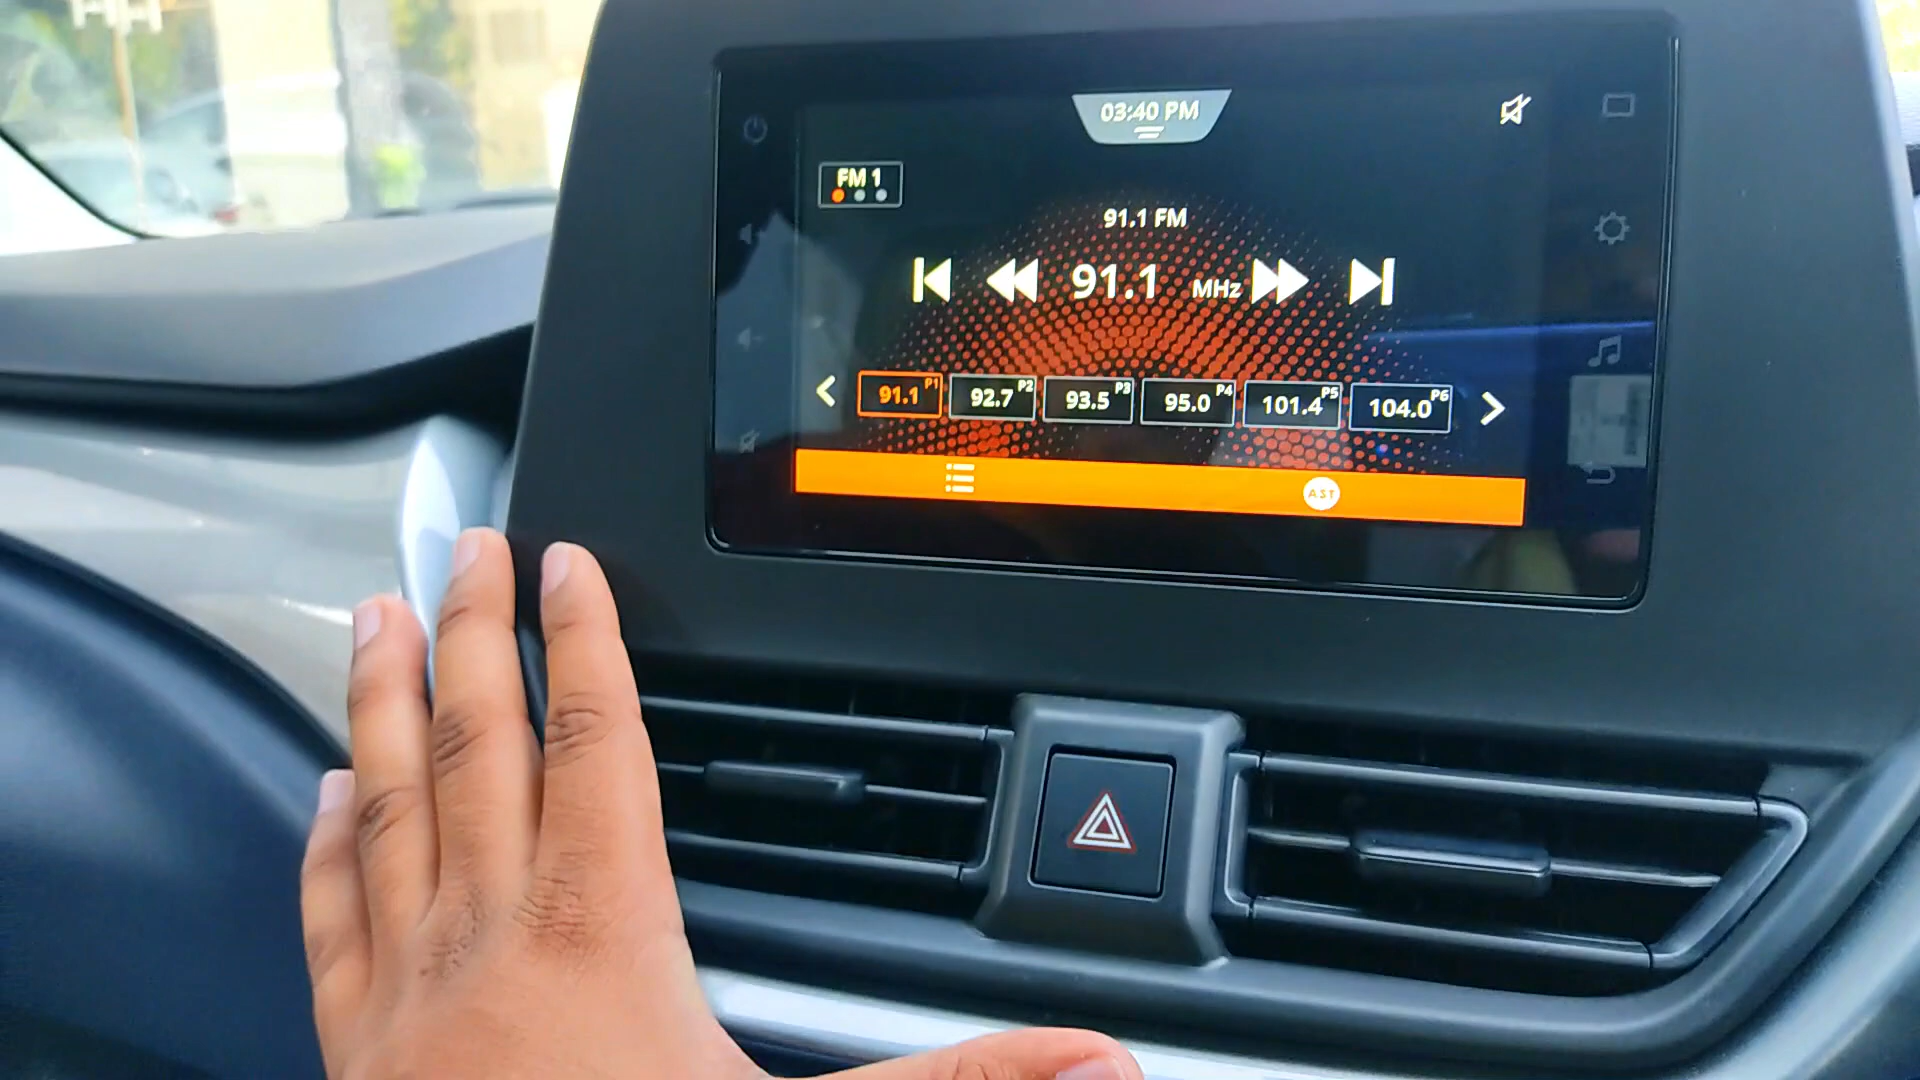 03:40 PM
FM 1
91.1 FM
91.1 MHz
91.1 P1
92.7 P2
93.5 P3
95.0 P4
101.4 P5
104.0 P6
AST